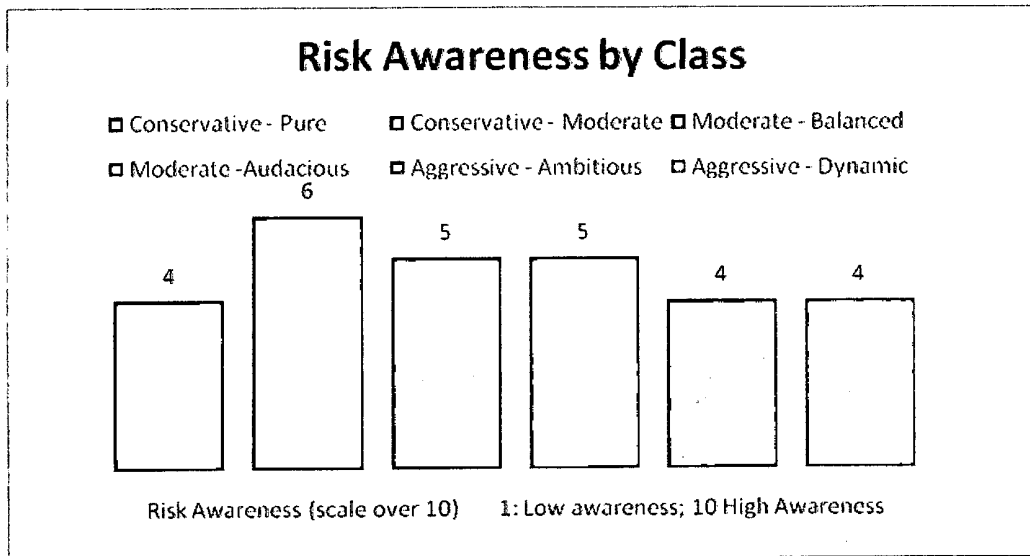 Risk Awareness by Class
Conservative - Pure Conservative - Moderate Moderate - Balanced
Moderate -Audacious Aggressive - Ambitious Aggressive - Dynamic
6
5 5
4 4 4
Risk Awareness (scale over 10) 1: Low awareness; 10 High Awareness